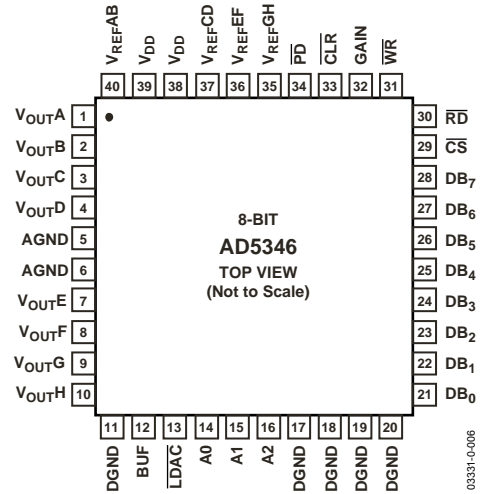 VREFAB
VDD
VDD
VREFCD
VREFEF
VREFGH
PD
CLR
GAIN
WR
40 39 38 37 36 35 34 33 32 31
VOUTA 1
VOUTB 2
VOUTC 3
VOUTD 4
AGND 5
AGND 6
VOUTE 7
VOUTF 8
VOUTG 9
VOUTH 10
8-BIT
AD5346
TOP VIEW
(Not to Scale)
30 RD
29 CS
28 DB7
27 DB6
26 DB5
25 DB4
24 DB3
23 DB2
22 DB1
21 DB0
11 12 13 14 15 16 17 18 19 20
DGND
BUF
LDAC
A0
A1
A2
DGND
DGND
DGND
DGND
03331-0-006